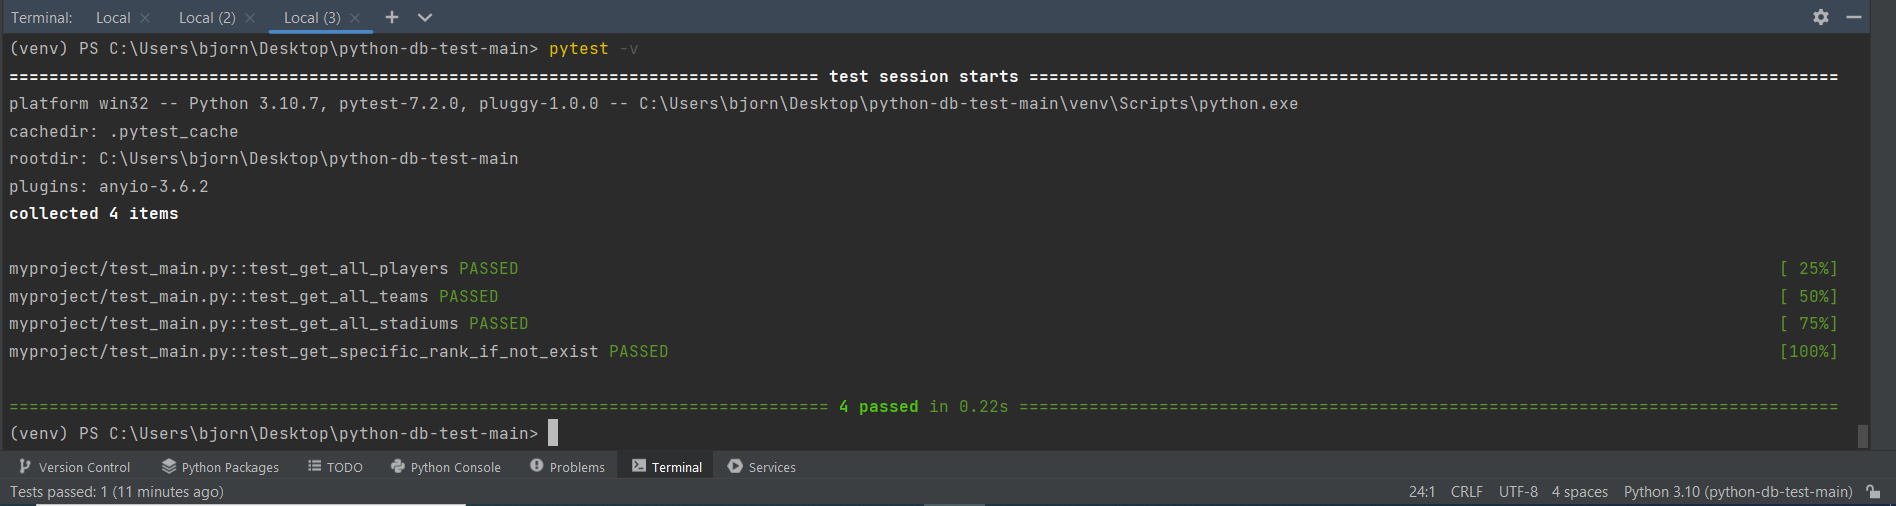 Terminal: Local × Local (2) × Local (3) × +
(venv) PS C:\Users\bjorn\Desktop\python-db-test-main> pytest -v
================================================================================= test session starts =================================================================================
platform win32 -- Python 3.10.7, pytest-7.2.0, pluggy-1.0.0 -- C:\Users\bjorn\Desktop\python-db-test-main\venv\Scripts\python.exe
cachedir: .pytest_cache
rootdir: C:\Users\bjorn\Desktop\python-db-test-main
plugins: anyio-3.6.2
collected 4 items
myproject/test_main.py::test_get_all_players PASSED [ 25%]
myproject/test_main.py::test_get_all_teams PASSED [ 50%]
myproject/test_main.py::test_get_all_stadiums PASSED [ 75%]
myproject/test_main.py::test_get_specific_rank_if_not_exist PASSED [100%]
================================================================================== 4 passed in 0.22s ==================================================================================
(venv) PS C:\Users\bjorn\Desktop\python-db-test-main>
Version Control Python Packages TODO Python Console Problems Terminal Services
Tests passed: 1 (11 minutes ago) 24:1 CRLF UTF-8 4 spaces Python 3.10 (python-db-test-main)